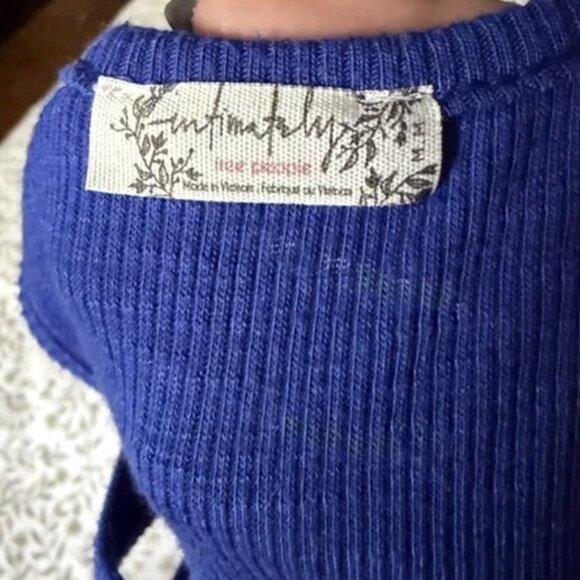 intimately
free people
Made in Vietnam . Fabriqué au Vietnam
M M